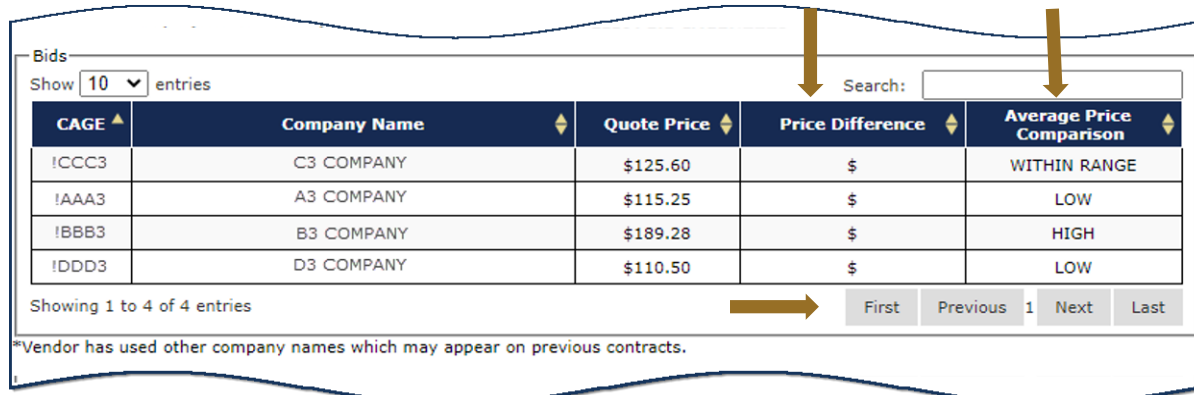 Bids
Show 10 entries Search:
CAGE Company Name Quote Price Price Difference Average Price Comparison
!CCC3 C3 COMPANY $125.60 $ WITHIN RANGE
!AAA3 A3 COMPANY $115.25 $ LOW
!BBB3 B3 COMPANY $189.28 $ HIGH
!DDD3 D3 COMPANY $110.50 $ LOW
Showing 1 to 4 of 4 entries First Previous 1 Next Last
*Vendor has used other company names which may appear on previous contracts.